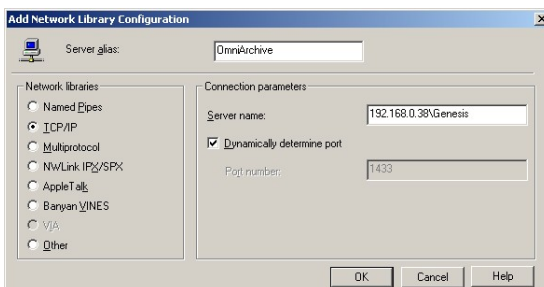 Add Network Library Configuration
Server alias:
OmniArchive
Network libraries
Named Pipes
TCP/IP
Multiprotocol
NWLink IPX/SPX
AppleTalk
Banyan VINES
VIA
Other
Connection parameters
Server name:
192.168.0.38\Genesis
Dynamically determine port
Port number:
1433
OK
Cancel
Help